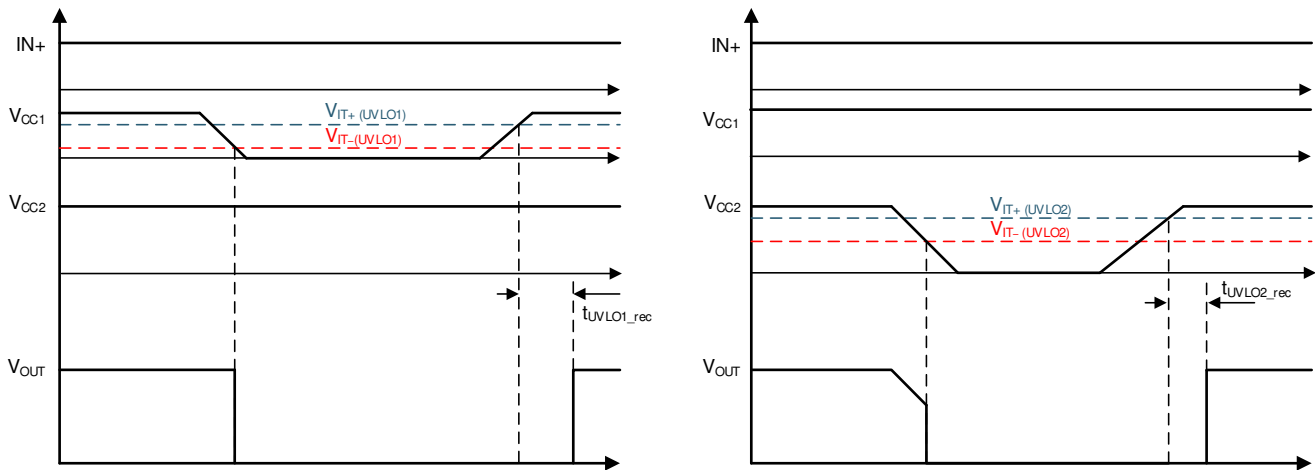 IN+
VCC1
VIT+ (UVLO1)
VIT−(UVLO1)
VCC2
tUVLO1_rec
VOUT
IN+
VCC1
VCC2
VIT+ (UVLO2)
VIT− (UVLO2)
tUVLO2_rec
VOUT